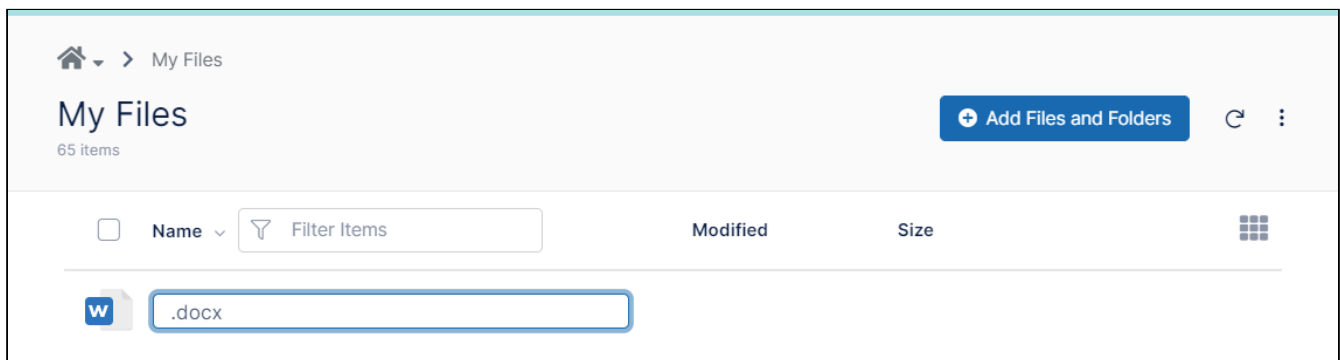 My Files
My Files
65 items
Add Files and Folders
Name
Filter Items
Modified
Size
W
.docx